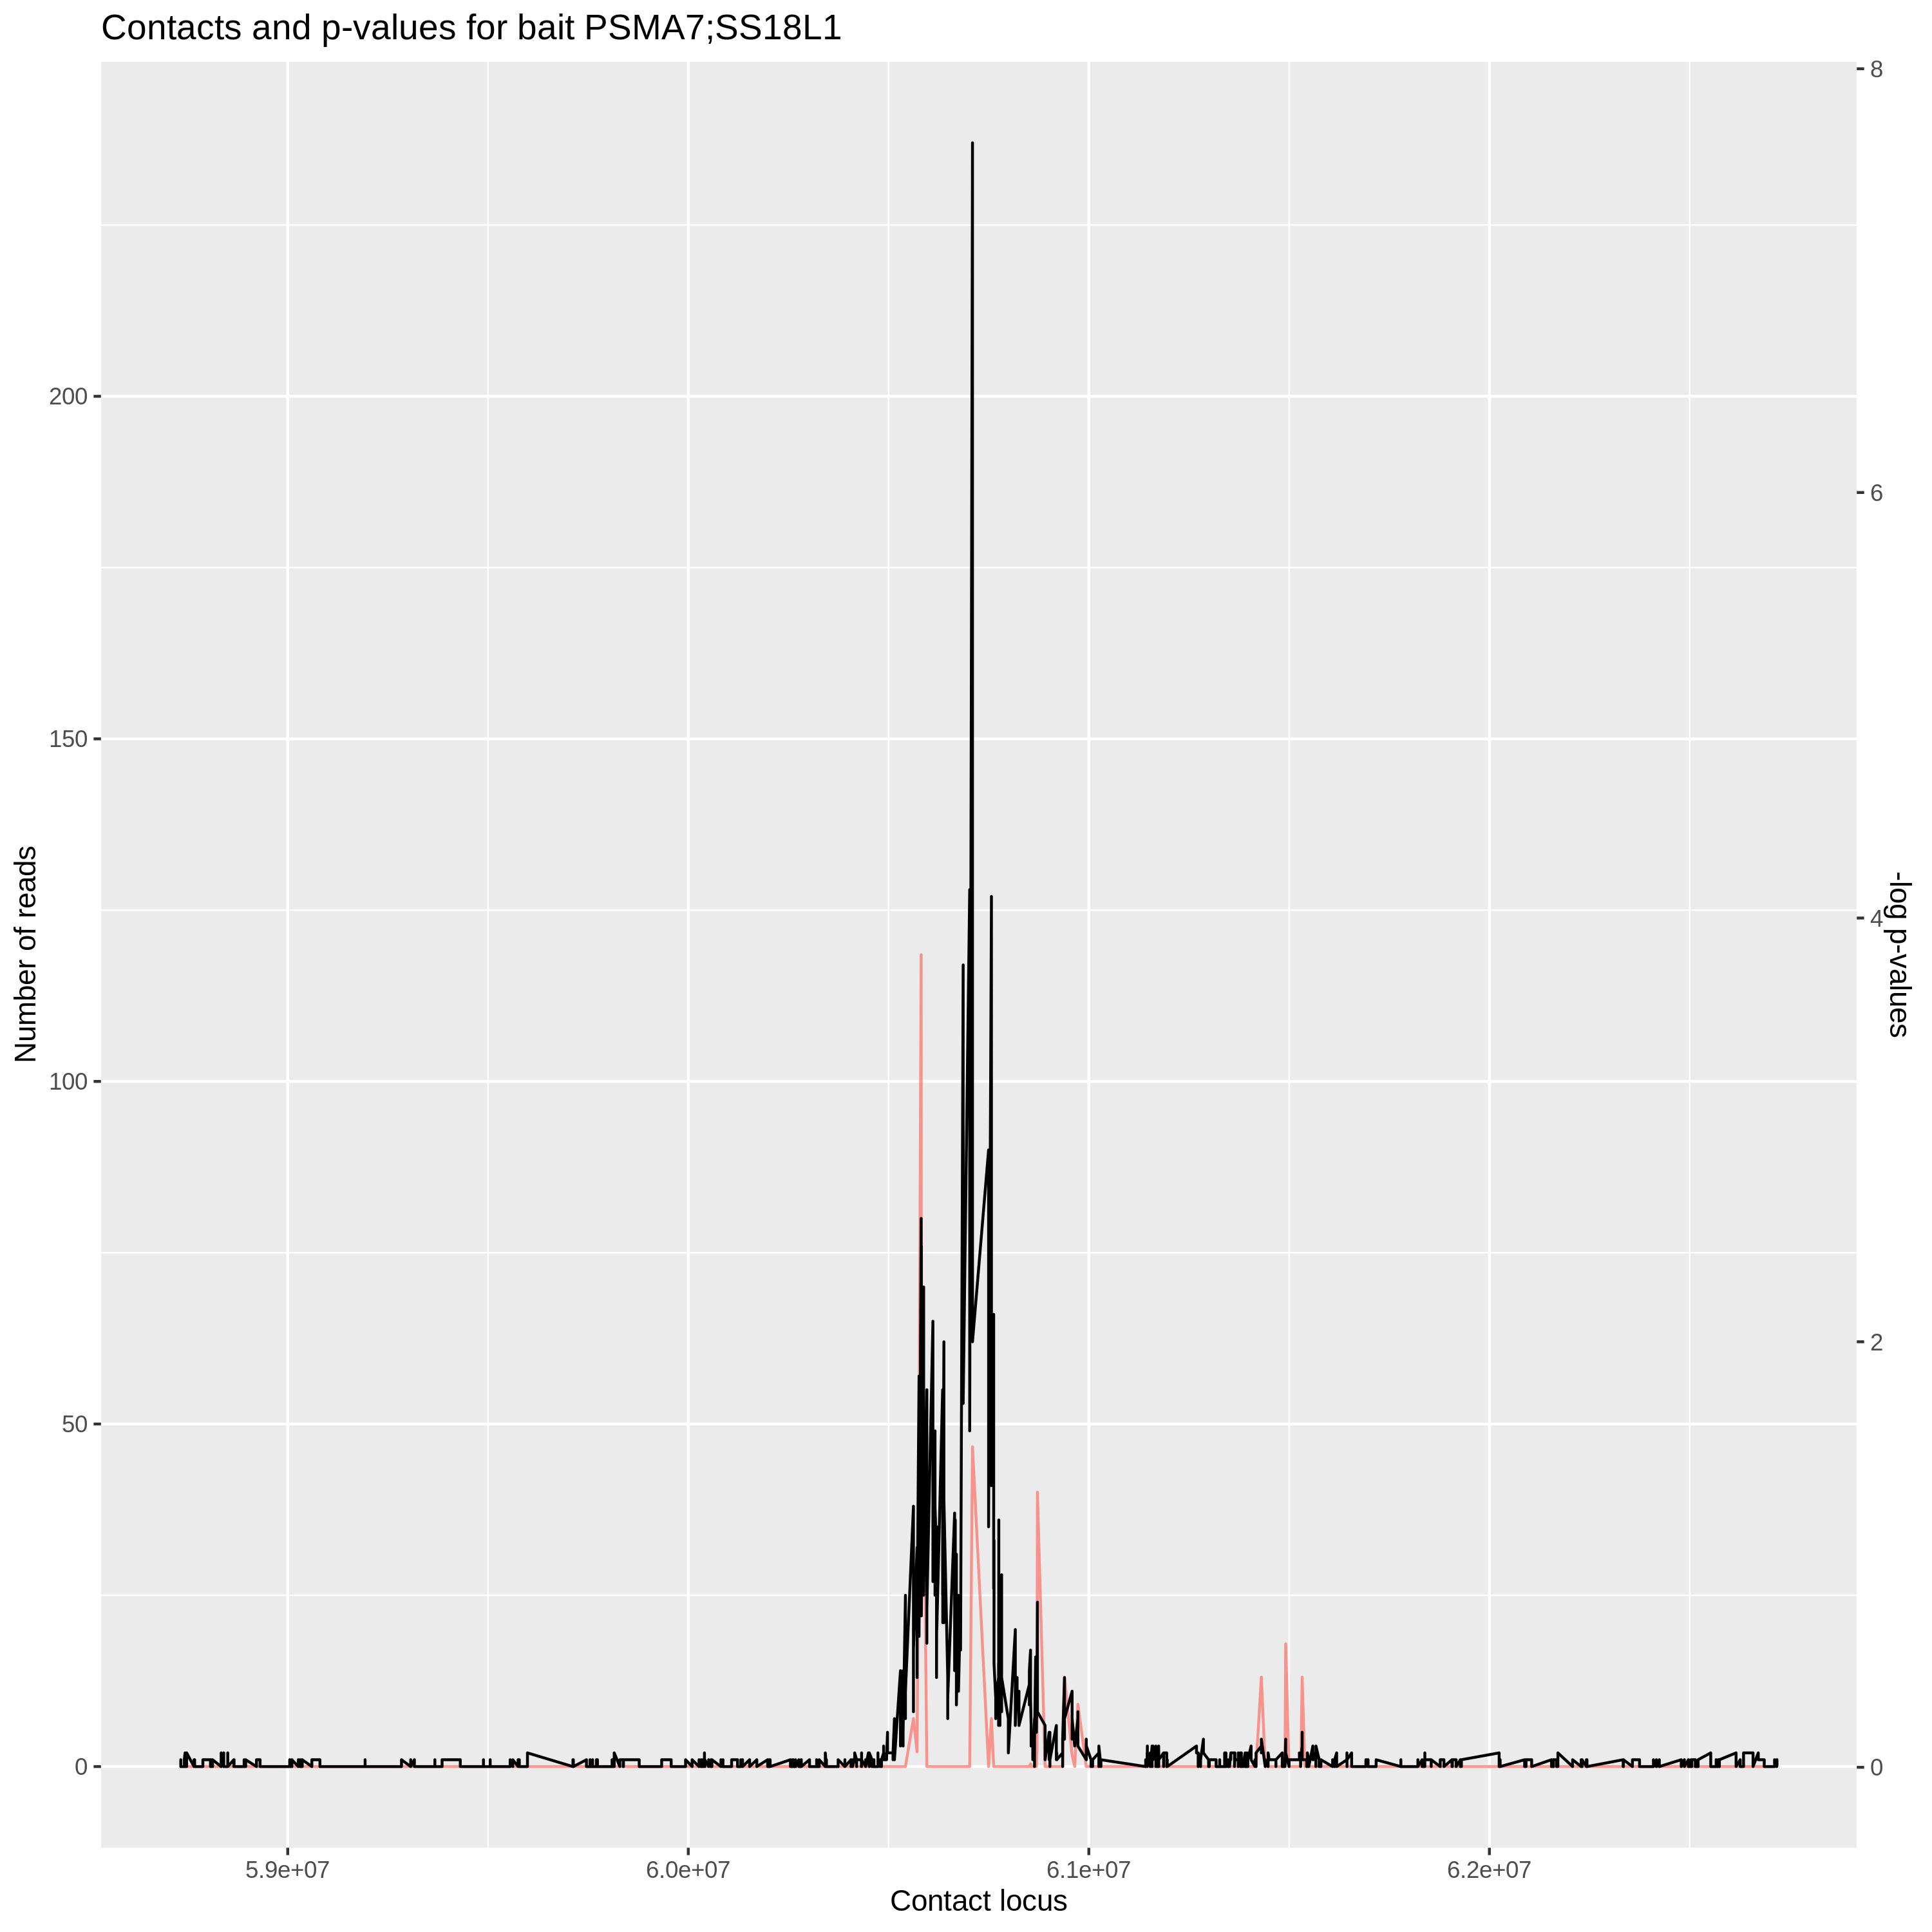 Contacts and p-values for bait PSMA7;SS18L1
8
6
4
2
0
-log p-values
200
150
100
50
0
Number of reads
5.9e+07 6.0e+07 6.1e+07 6.2e+07
Contact locus